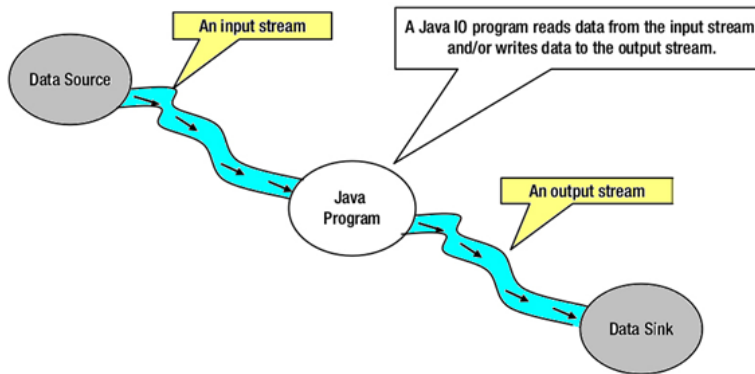 An input stream
A Java IO program reads data from the input stream
and/or writes data to the output stream.
Data Source
Java
Program
An output stream
Data Sink